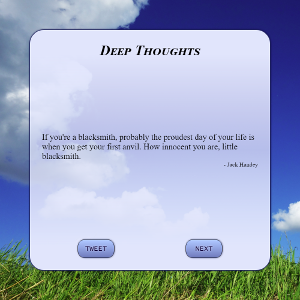 Deep Thoughts
If you're a blacksmith, probably the proudest day of your life is
when you get your first anvil. How innocent you are, little
blacksmith.
- Jack Handey
TWEET
NEXT